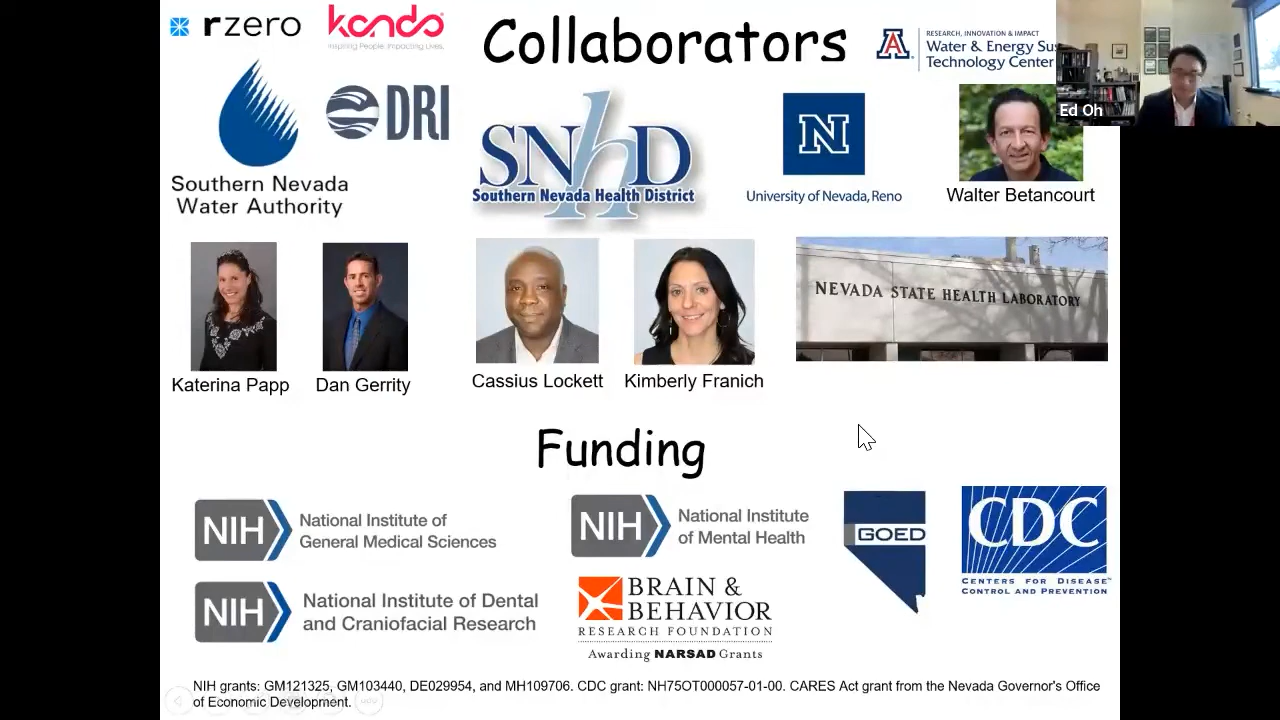 rzero
kando
Inspiring People. Impacting Lives.
Collaborators
RESEARCH, INNOVATION & IMPACT
Water & Energy Sus
Technology Center
Ed Oh
DRI
SNhD
Southern Nevada Health District
N
University of Nevada, Reno
Walter Betancourt
Southern Nevada
Water Authority
NEVADA STATE HEALTH LABORATORY
Katerina Papp
Dan Gerrity
Cassius Lockett
Kimberly Franich
Funding
NIH
National Institute of
General Medical Sciences
NIH
National Institute
of Mental Health
GOED
CDC
CENTERS FOR DISEASE™
CONTROL AND PREVENTION
NIH
National Institute of Dental
and Craniofacial Research
BRAIN &
BEHAVIOR
RESEARCH FOUNDATION
Awarding NARSAD Grants
NIH grants: GM121325, GM103440, DE029954, and MH109706. CDC grant: NH75OT000057-01-00. CARES Act grant from the Nevada Governor's Office
of Economic Development.